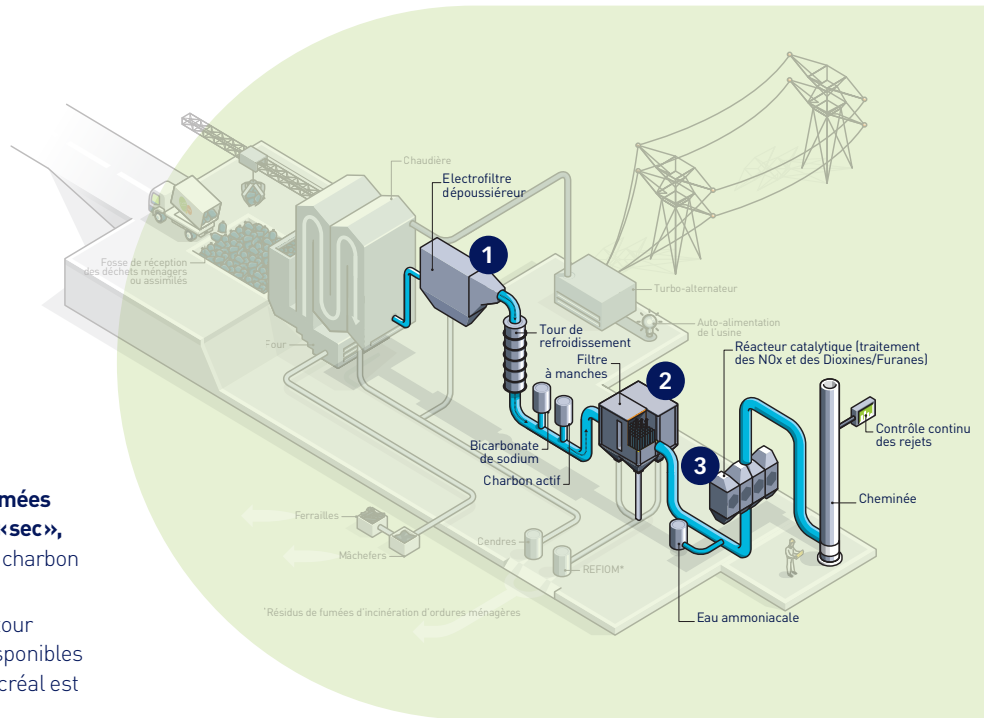 Chaudière
Electrofiltre
dépoussiéreur
1
Fosse de réception
des déchets ménagers
ou assimilés
Four
Turbo-alternateur
Auto-alimentation
de l'usine
Tour de
refroidissement
Filtre
à manches
2
Réacteur catalytique (traitement
des NOx et des Dioxines/Furanes)
Contrôle continu
des rejets
Bicarbonate
de sodium
Charbon actif
3
Cheminée
Ferrailles
Mâchefers
Cendres
REFIOM*
Eau ammoniacale
*Résidus de fumées d'incinération d'ordures ménagères
«sec»,
charbon
sponibles
créal est